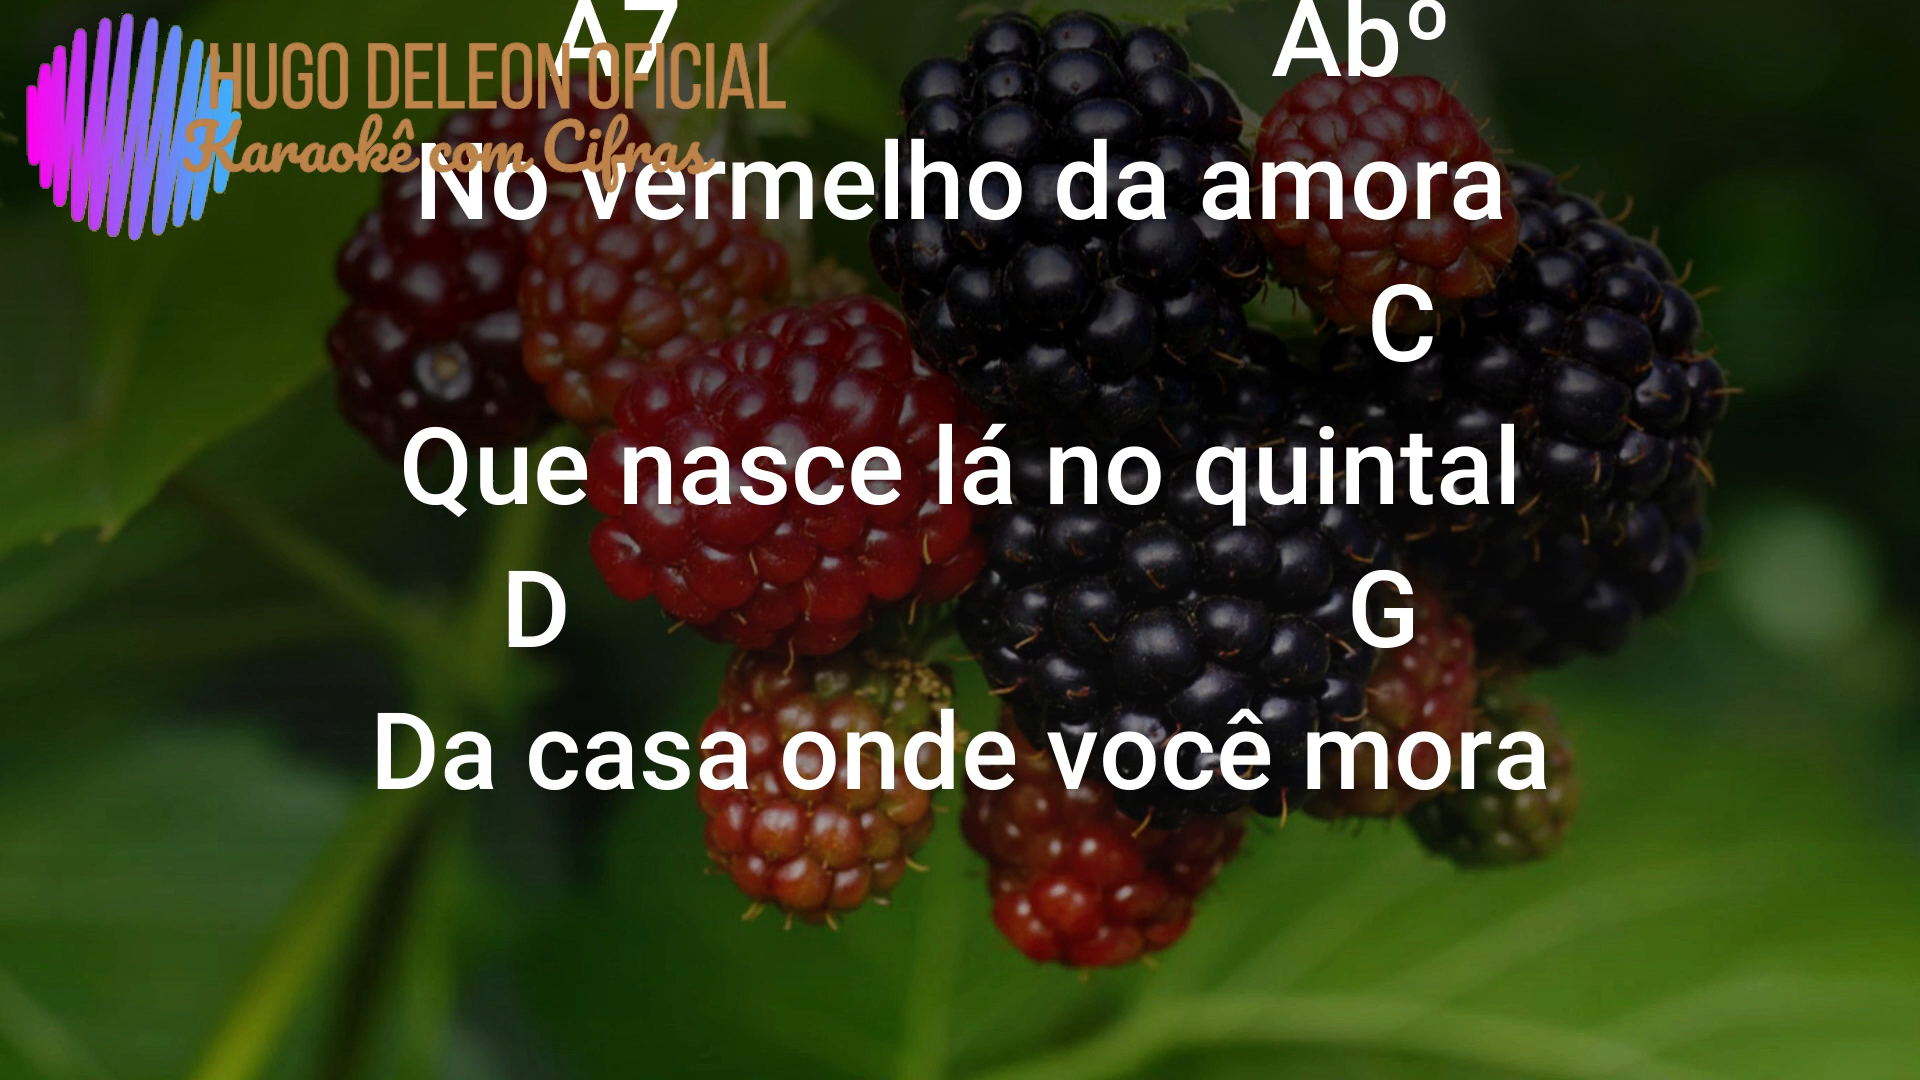 A7 Abº
HUGO DELEON OFICIAL
Karaokê com Cifras
No vermelho da amora
C
Que nasce lá no quintal
D G
Da casa onde você mora